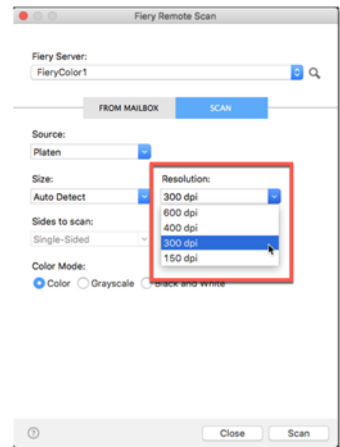 Fiery Remote Scan
Fiery Server:
FieryColor1
FROM MAILBOX SCAN
Source:
Platen
Size: Resolution:
Auto Detect 300 dpi
600 dpi
400 dpi
Sides to scan: 300 dpi
Single-Sided 150 dpi
Color Mode:
Color Grayscale Black and White
? Close Scan